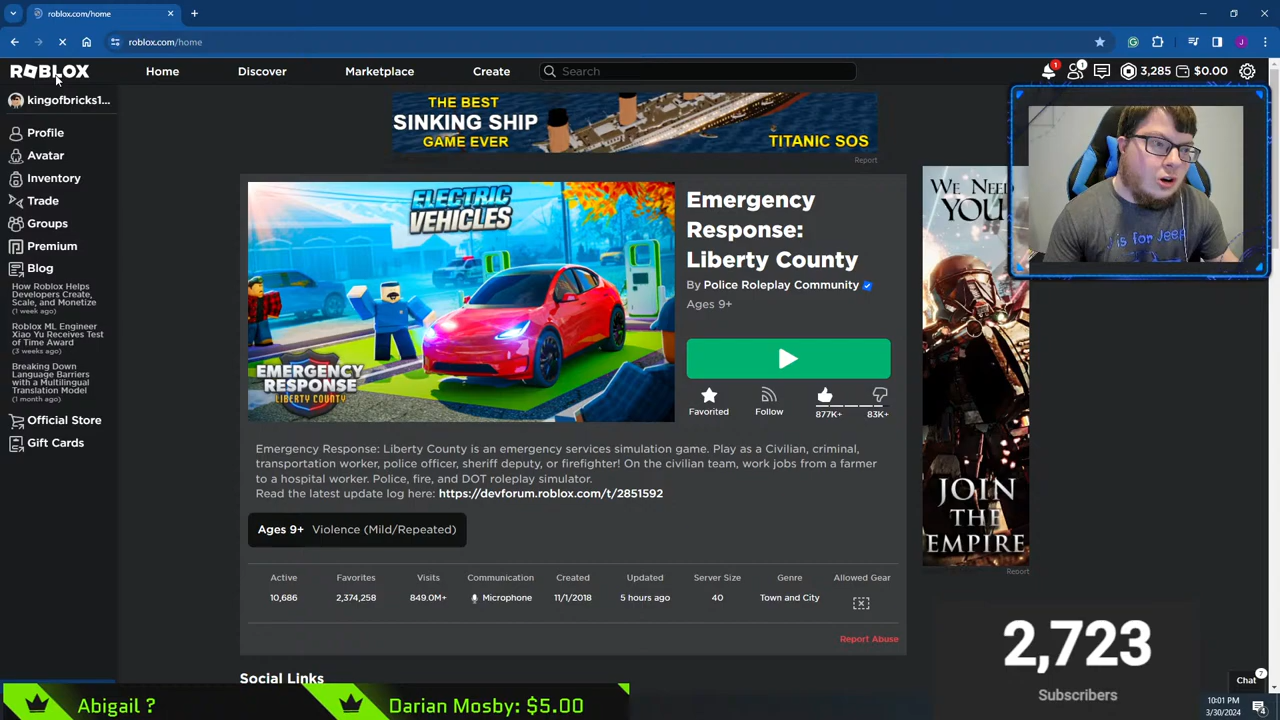 roblox.com/home
roblox.com/home
J
ROBLOX
Home
Discover
Marketplace
Create
Search
1
1
3,285
$0.00
kingofbricks1...
Profile
Avatar
Inventory
Trade
Groups
Premium
Blog
How Roblox Helps
Developers Create,
Scale, and Monetize
(1 week ago)
Roblox ML Engineer
Xiao Yu Receives Test
of Time Award
(3 weeks ago)
Breaking Down
Language Barriers
with a Multilingual
Translation Model
(1 month ago)
Official Store
Gift Cards
THE BEST
SINKING SHIP
GAME EVER
TITANIC SOS
Report
ELECTRIC
VEHICLES
EMERGENCY
RESPONSE
LIBERTY COUNTY
Emergency
Response:
Liberty County
By Police Roleplay Community
Ages 9+
Favorited
Follow
877K+
83K+
Emergency Response: Liberty County is an emergency services simulation game. Play as a Civilian, criminal,
transportation worker, police officer, sheriff deputy, or firefighter! On the civilian team, work jobs from a farmer
to a hospital worker. Police, fire, and DOT roleplay simulator.
Read the latest update log here: https://devforum.roblox.com/t/2851592
Ages 9+ Violence (Mild/Repeated)
Active
Favorites
Visits
Communication
Created
Updated
Server Size
Genre
Allowed Gear
10,686
2,374,258
849.0M+
Microphone
11/1/2018
5 hours ago
40
Town and City
Report Abuse
Social Links
WE NEED
YOU
JOIN
THE
EMPIRE
Report
is for Jeep
2,723
Subscribers
Chat
7
Abigail ?
Darian Mosby: $5.00
10:01 PM
3/30/2024
4